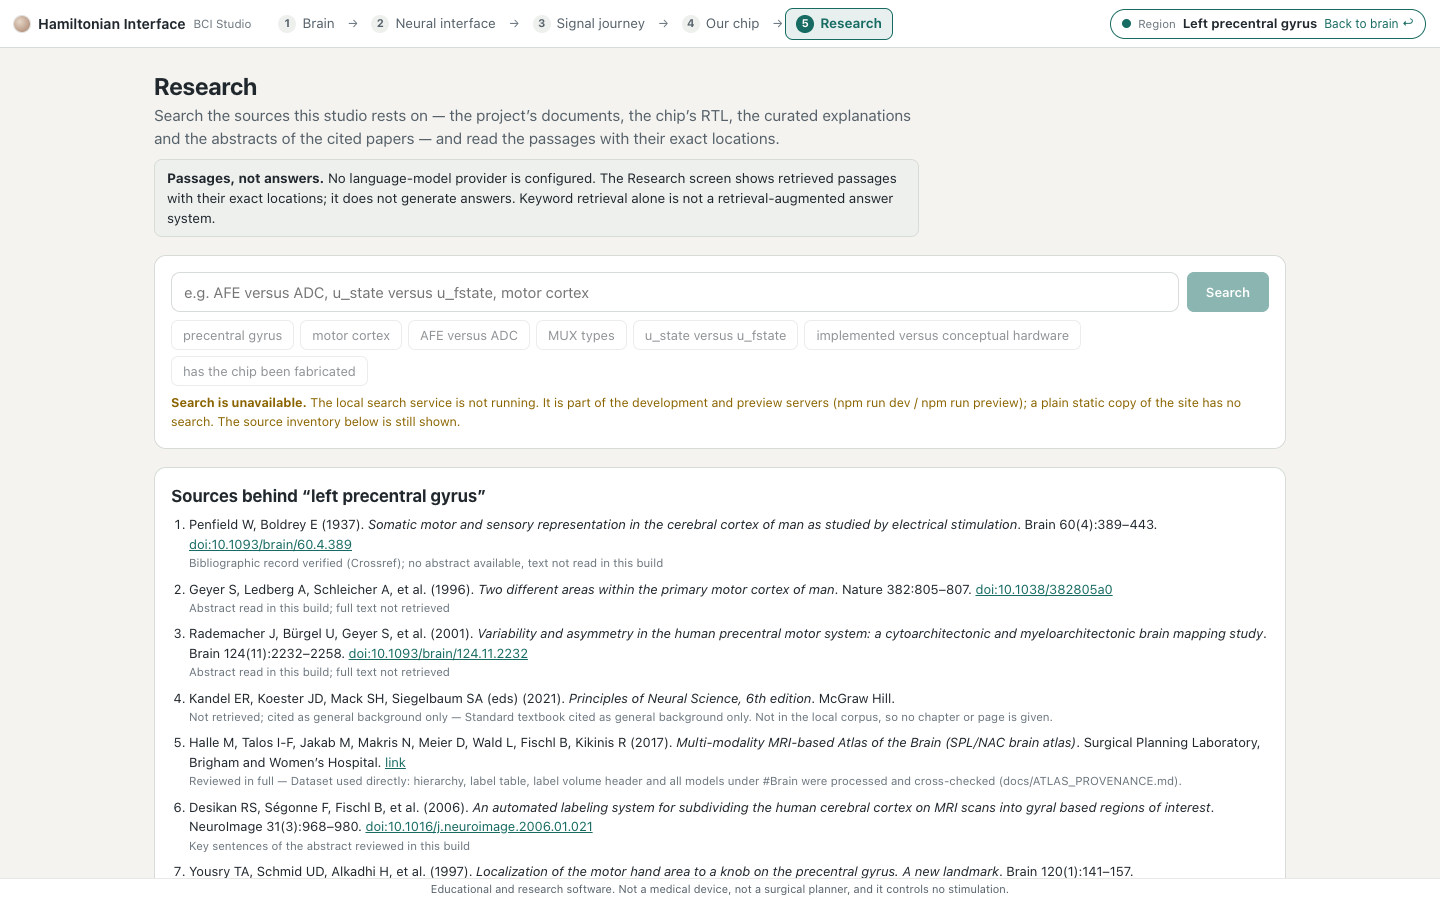 Hamiltonian Interface BCI Studio 1 Brain → 2 Neural interface → 3 Signal journey → 4 Our chip → 5 Research Region Left precentral gyrus Back to brain ↩
Research
Search the sources this studio rests on — the project’s documents, the chip’s RTL, the curated explanations
and the abstracts of the cited papers — and read the passages with their exact locations.
Passages, not answers. No language-model provider is configured. The Research screen shows retrieved passages
with their exact locations; it does not generate answers. Keyword retrieval alone is not a retrieval-augmented answer
system.
e.g. AFE versus ADC, u_state versus u_fstate, motor cortex Search
precentral gyrus motor cortex AFE versus ADC MUX types u_state versus u_fstate implemented versus conceptual hardware
has the chip been fabricated
Search is unavailable. The local search service is not running. It is part of the development and preview servers (npm run dev / npm run preview); a plain static copy of the site has no
search. The source inventory below is still shown.
Sources behind “left precentral gyrus”
1. Penfield W, Boldrey E (1937). Somatic motor and sensory representation in the cerebral cortex of man as studied by electrical stimulation. Brain 60(4):389–443.
doi:10.1093/brain/60.4.389
Bibliographic record verified (Crossref); no abstract available, text not read in this build
2. Geyer S, Ledberg A, Schleicher A, et al. (1996). Two different areas within the primary motor cortex of man. Nature 382:805–807. doi:10.1038/382805a0
Abstract read in this build; full text not retrieved
3. Rademacher J, Bürgel U, Geyer S, et al. (2001). Variability and asymmetry in the human precentral motor system: a cytoarchitectonic and myeloarchitectonic brain mapping study.
Brain 124(11):2232–2258. doi:10.1093/brain/124.11.2232
Abstract read in this build; full text not retrieved
4. Kandel ER, Koester JD, Mack SH, Siegelbaum SA (eds) (2021). Principles of Neural Science, 6th edition. McGraw Hill.
Not retrieved; cited as general background only — Standard textbook cited as general background only. Not in the local corpus, so no chapter or page is given.
5. Halle M, Talos I-F, Jakab M, Makris N, Meier D, Wald L, Fischl B, Kikinis R (2017). Multi-modality MRI-based Atlas of the Brain (SPL/NAC brain atlas). Surgical Planning Laboratory,
Brigham and Women’s Hospital. link
Reviewed in full — Dataset used directly: hierarchy, label table, label volume header and all models under #Brain were processed and cross-checked (docs/ATLAS_PROVENANCE.md).
6. Desikan RS, Ségonne F, Fischl B, et al. (2006). An automated labeling system for subdividing the human cerebral cortex on MRI scans into gyral based regions of interest.
NeuroImage 31(3):968–980. doi:10.1016/j.neuroimage.2006.01.021
Key sentences of the abstract reviewed in this build
7. Yousry TA, Schmid UD, Alkadhi H, et al. (1997). Localization of the motor hand area to a knob on the precentral gyrus. A new landmark. Brain 120(1):141–157.
Educational and research software. Not a medical device, not a surgical planner, and it controls no stimulation.